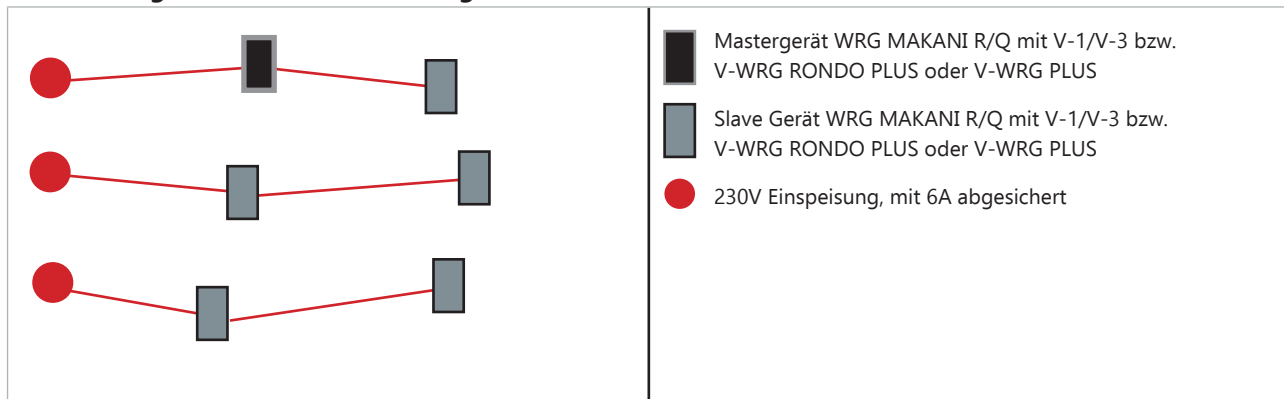 Mastergerät WRG MAKANI R/Q mit V-1/V-3 bzw.
V-WRG RONDO PLUS oder V-WRG PLUS
Slave Gerät WRG MAKANI R/Q mit V-1/V-3 bzw.
V-WRG RONDO PLUS oder V-WRG PLUS
230V Einspeisung, mit 6A abgesichert